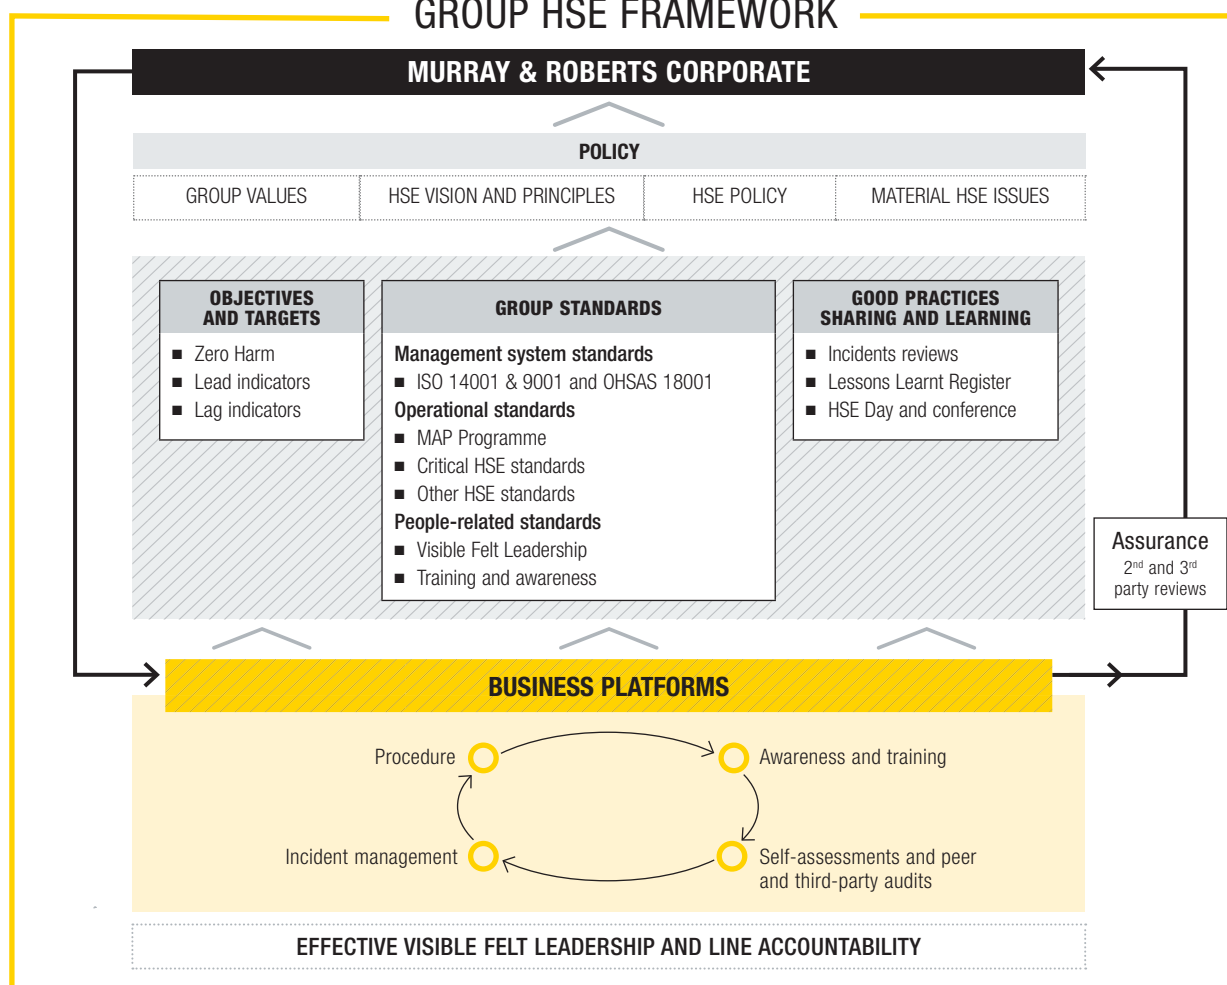 GROUP HSE FRAMEWORK
MURRAY & ROBERTS CORPORATE
POLICY
GROUP VALUES
HSE VISION AND PRINCIPLES
HSE POLICY
MATERIAL HSE ISSUES
OBJECTIVES
AND TARGETS
■ Zero Harm
■ Lead indicators
■ Lag indicators
GROUP STANDARDS
Management system standards
■ ISO 14001 & 9001 and OHSAS 18001
Operational standards
■ MAP Programme
■ Critical HSE standards
■ Other HSE standards
People-related standards
■ Visible Felt Leadership
■ Training and awareness
GOOD PRACTICES
SHARING AND LEARNING
■ Incidents reviews
■ Lessons Learnt Register
■ HSE Day and conference
Assurance
2nd and 3rd
party reviews
BUSINESS PLATFORMS
Procedure
Awareness and training
Incident management
Self-assessments and peer
and third-party audits
EFFECTIVE VISIBLE FELT LEADERSHIP AND LINE ACCOUNTABILITY